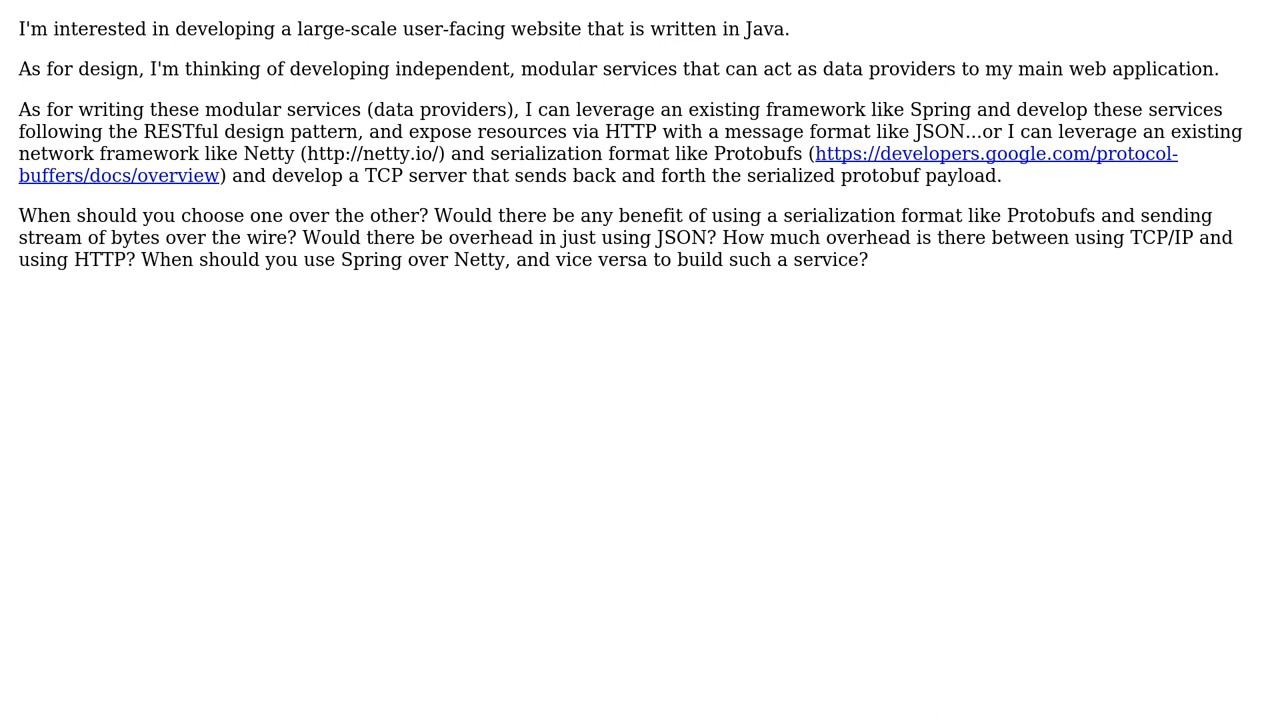 I'm interested in developing a large-scale user-facing website that is written in Java.
As for design, I'm thinking of developing independent, modular services that can act as data providers to my main web application.
As for writing these modular services (data providers), I can leverage an existing framework like Spring and develop these services
following the RESTful design pattern, and expose resources via HTTP with a message format like JSON...or I can leverage an existing
network framework like Netty (http://netty.io/) and serialization format like Protobufs (https://developers.google.com/protocol-
buffers/docs/overview) and develop a TCP server that sends back and forth the serialized protobuf payload.
When should you choose one over the other? Would there be any benefit of using a serialization format like Protobufs and sending
stream of bytes over the wire? Would there be overhead in just using JSON? How much overhead is there between using TCP/IP and
using HTTP? When should you use Spring over Netty, and vice versa to build such a service?